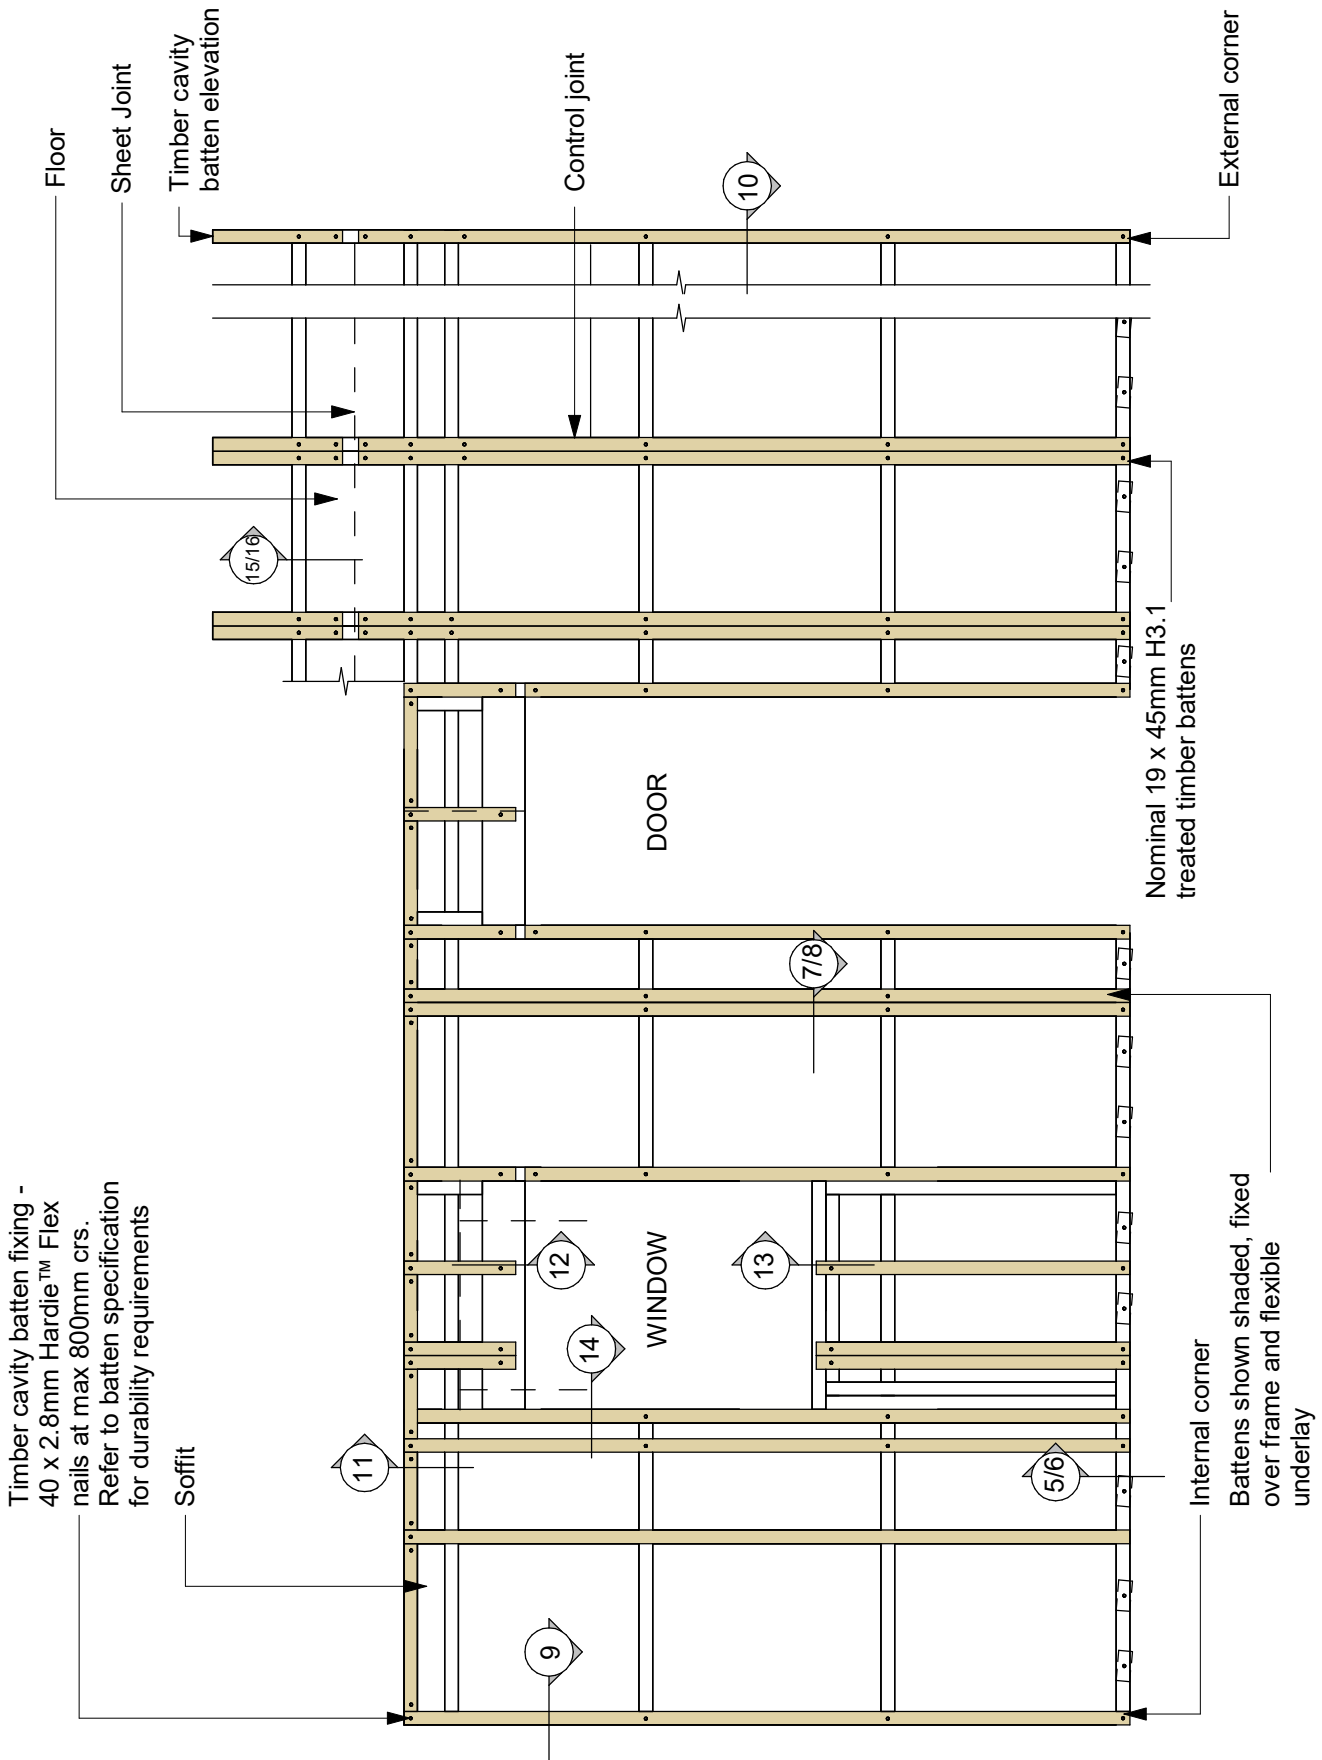 Timber cavity batten fixing -
40 x 2.8mm Hardie™ Flex
nails at max 800mm crs.
Refer to batten specification
for durability requirements
Soffit
Floor
Sheet Joint
Timber cavity
batten elevation
Control joint
External corner
15/16
10
11
12
14
13
9
5/6
7/8
WINDOW
DOOR
Nominal 19 x 45mm H3.1
treated timber battens
Internal corner
Battens shown shaded, fixed
over frame and flexible
underlay